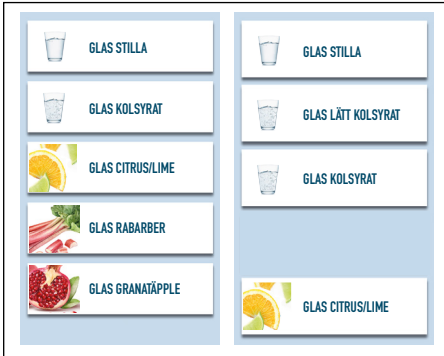 GLAS STILLA
GLAS KOLSYRAT
GLAS CITRUS/LIME
GLAS RABARBER
GLAS GRANATÄPPLE
GLAS STILLA
GLAS LÄTT KOLSYRAT
GLAS KOLSYRAT
GLAS CITRUS/LIME